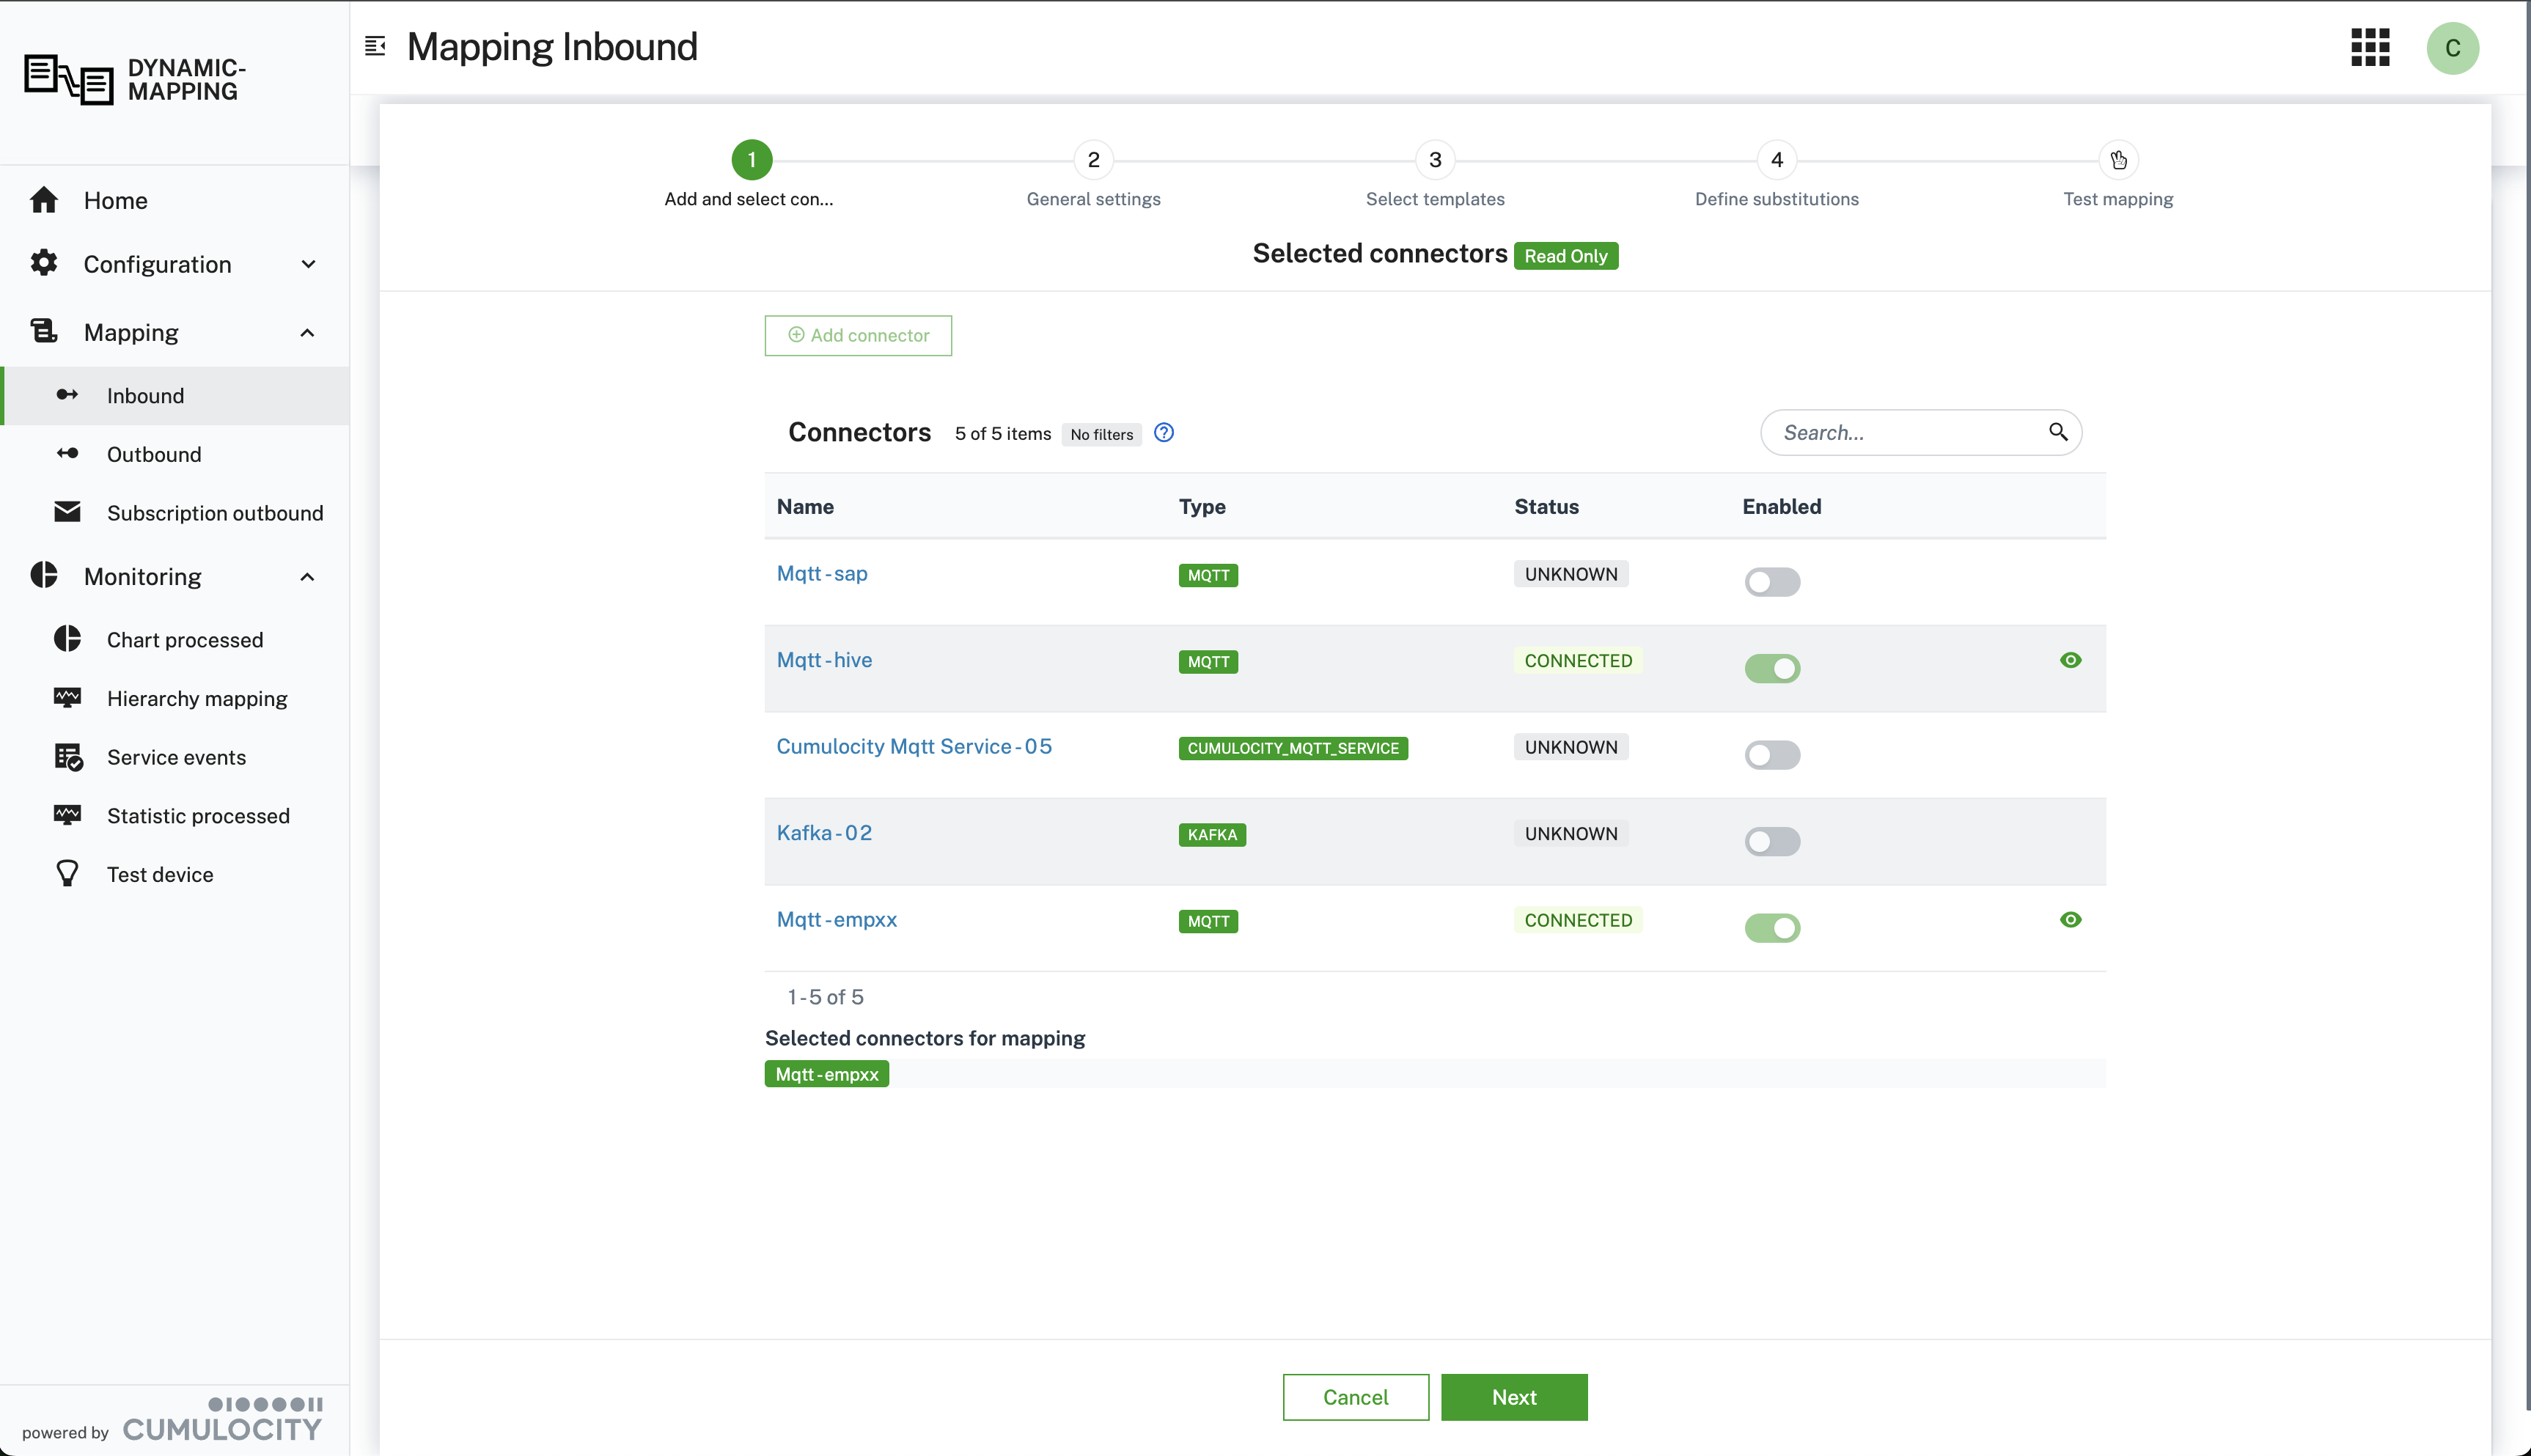 DYNAMIC-
MAPPING
Mapping Inbound
C
Home
Configuration
Mapping
Inbound
Outbound
Subscription outbound
Monitoring
Chart processed
Hierarchy mapping
Service events
Statistic processed
Test device
powered by CUMULOCITY
1
2
3
4
Add and select con...
General settings
Select templates
Define substitutions
Test mapping
Selected connectors Read Only
Add connector
Connectors 5 of 5 items No filters ?
Search...
Name Type Status Enabled
Mqtt-sap MQTT UNKNOWN
Mqtt-hive MQTT CONNECTED
Cumulocity Mqtt Service-05 CUMULOCITY_MQTT_SERVICE UNKNOWN
Kafka-02 KAFKA UNKNOWN
Mqtt-empxx MQTT CONNECTED
1-5 of 5
Selected connectors for mapping
Mqtt-empxx
Cancel
Next